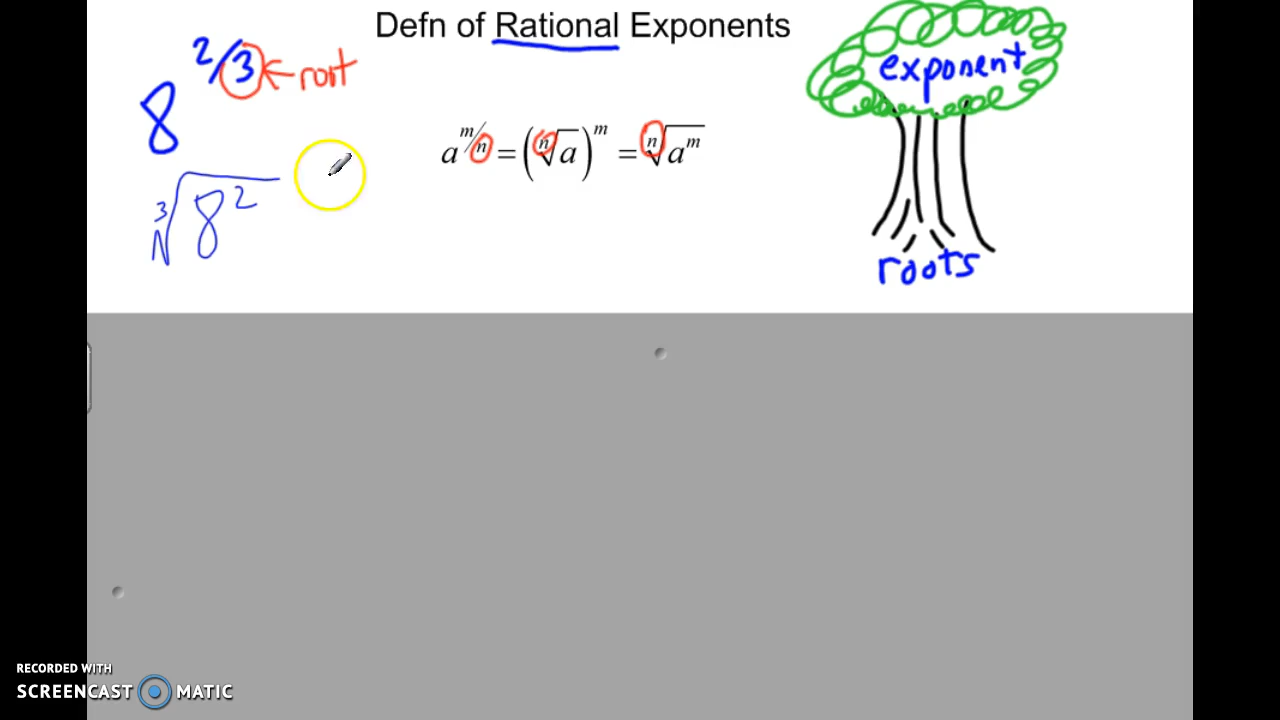 Defn of Rational Exponents
8^{2/3} ← root
a^{m/n} = (ⁿ√a)^m = ⁿ√a^m
exponent
³√8²
roots
RECORDED WITH
SCREENCAST MATIC